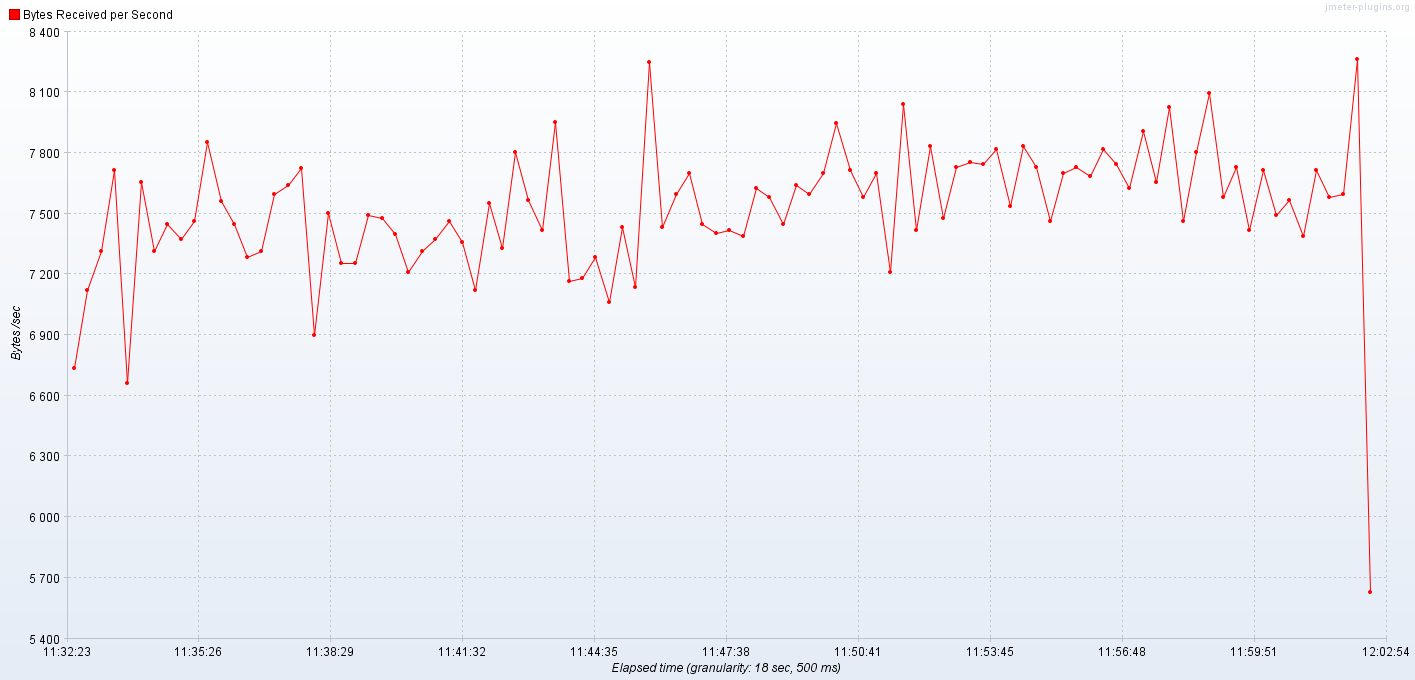 jmeter-plugins.org
Bytes Received per Second
8 400
8 100
7 800
7 500
7 200
6 900
6 600
6 300
6 000
5 700
5 400
Bytes /sec
11:32:23 11:35:26 11:38:29 11:41:32 11:44:35 11:47:38 11:50:41 11:53:45 11:56:48 11:59:51 12:02:54
Elapsed time (granularity: 18 sec, 500 ms)